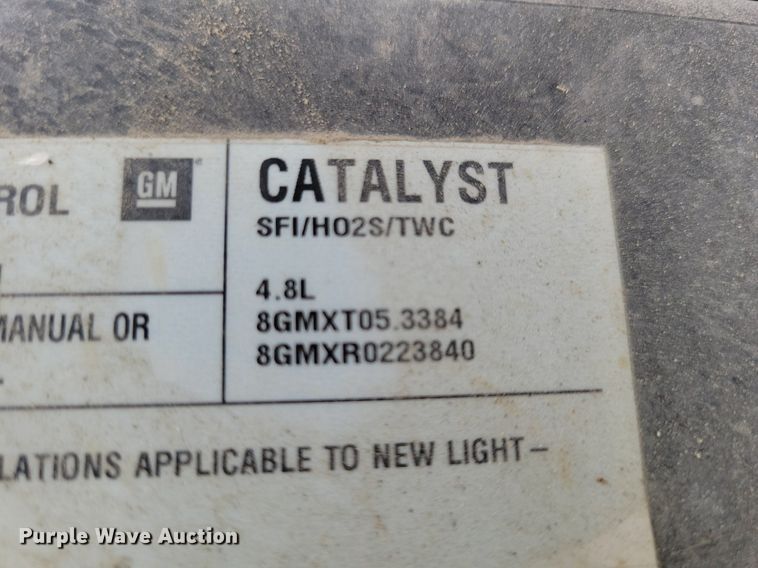 ROL
GM
CATALYST
SFI/HO2S/TWC
4.8L
8GMXT05.3384
8GMXR0223840
MANUAL OR
LATIONS APPLICABLE TO NEW LIGHT-
Purple Wave Auction